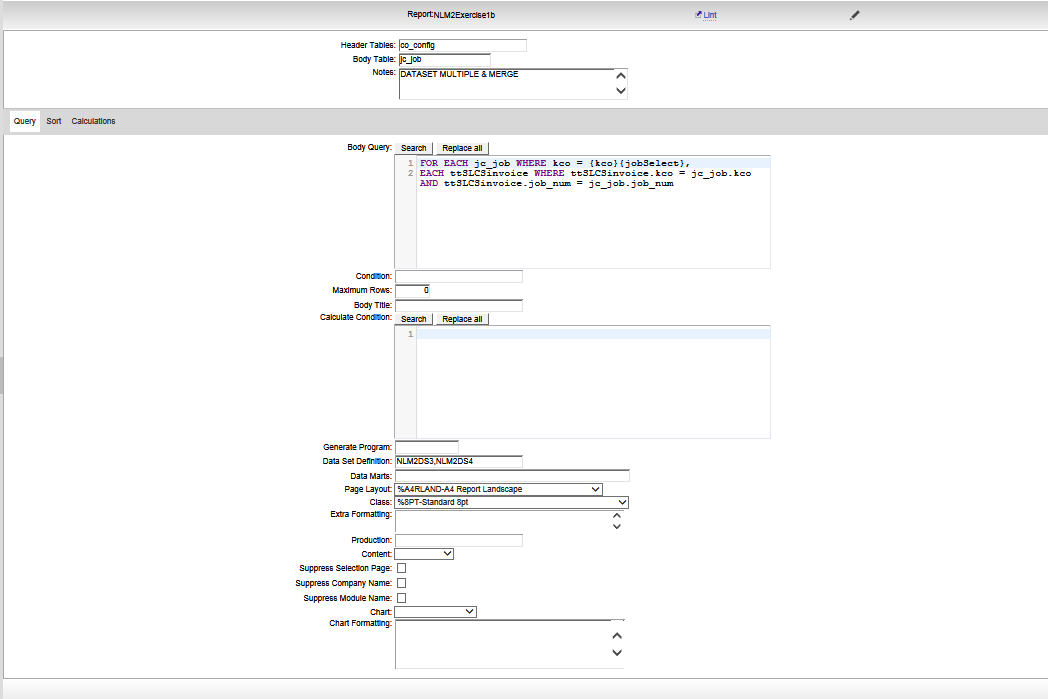 Report:NLM2Exercise1b
Lint
Header Tables: co_config
Body Table: jc_job
Notes: DATASET MULTIPLE & MERGE
Query Sort Calculations
Body Query: Search Replace all
1 FOR EACH jc_job WHERE kco = {kco}{jobSelect},
2 EACH ttSLCSinvoice WHERE ttSLCSinvoice.kco = jc_job.kco
AND ttSLCSinvoice.job_num = jc_job.job_num
Condition:
Maximum Rows: 0
Body Title:
Calculate Condition: Search Replace all
1
Generate Program:
Data Set Definition: NLM2DS3,NLM2DS4
Data Marts:
Page Layout: %A4RLAND-A4 Report Landscape
Class: %8PT-Standard 8pt
Extra Formatting:
Production:
Content:
Suppress Selection Page:
Suppress Company Name:
Suppress Module Name:
Chart:
Chart Formatting: